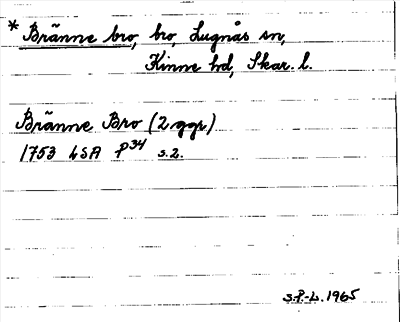 * Bränne bro, bro, Lugnås sn,
Kinne hd, Skar. l.
Bränne Bro (2 ggr)
1753 LSA P34 s. 2.
S.P.-L. 1965